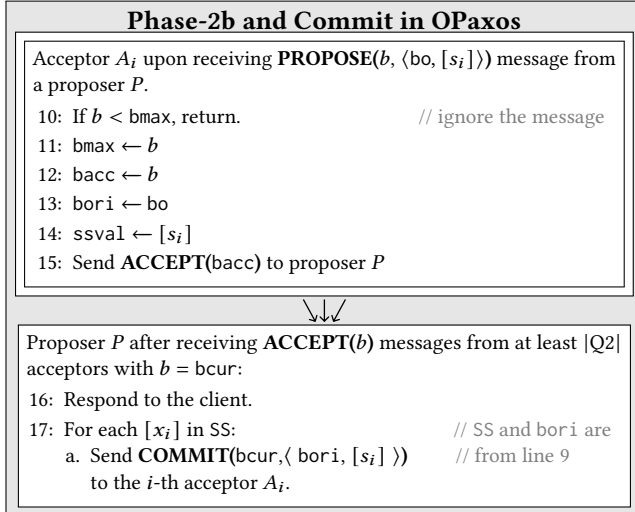 Phase-2b and Commit in OPaxos
Acceptor A_i upon receiving PROPOSE(b, ⟨bo, [s_i]⟩) message from
a proposer P.
10: If b < bmax, return. // ignore the message
11: bmax ← b
12: bacc ← b
13: bori ← bo
14: ssval ← [s_i]
15: Send ACCEPT(bacc) to proposer P
Proposer P after receiving ACCEPT(b) messages from at least |Q2|
acceptors with b = bcur:
16: Respond to the client.
17: For each [x_i] in SS: // SS and bori are
a. Send COMMIT(bcur,⟨ bori, [s_i] ⟩) // from line 9
to the i-th acceptor A_i.